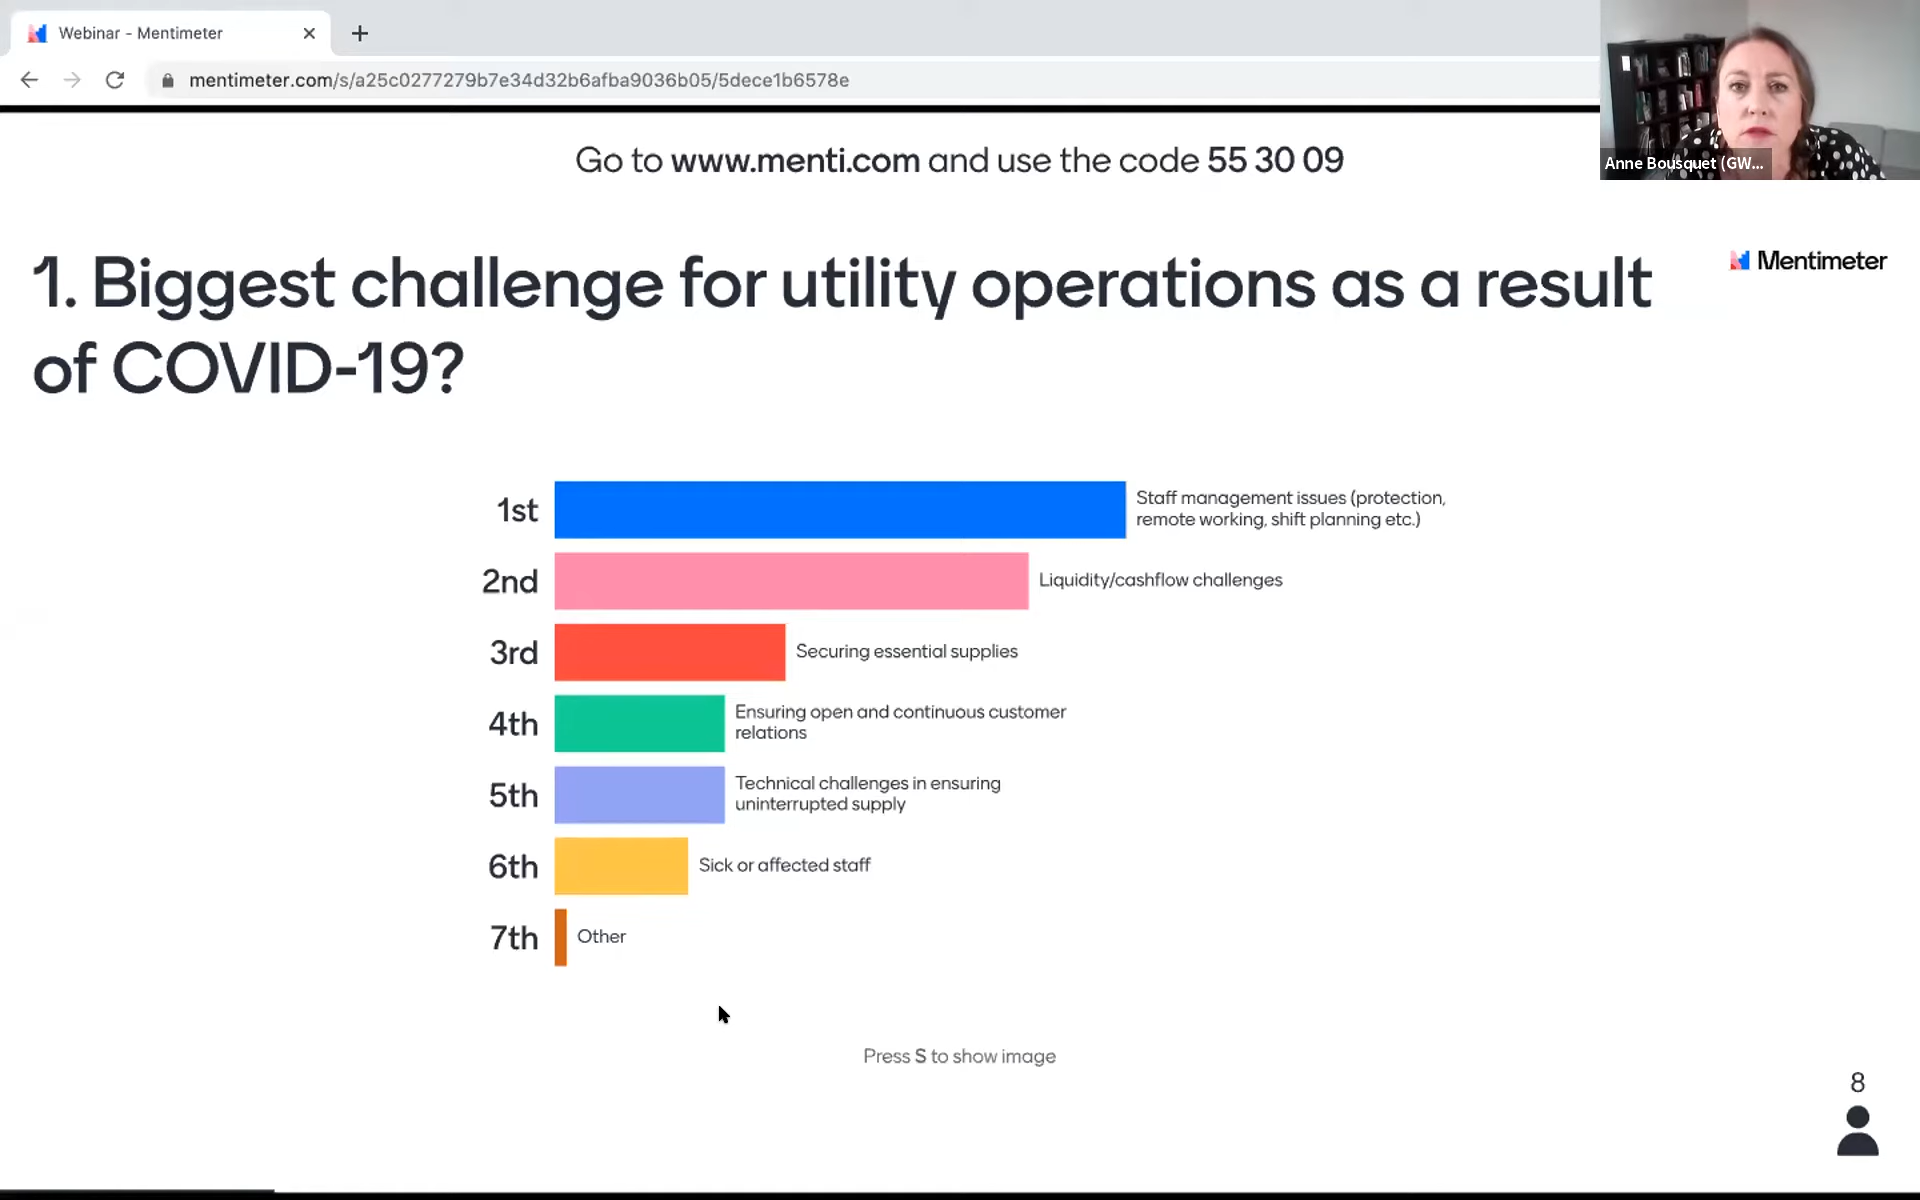 Webinar - Mentimeter
mentimeter.com/s/a25c0277279b7e34d32b6afba9036b05/5dece1b6578e
Anne Bousquet (GW...
Go to www.menti.com and use the code 55 30 09
Mentimeter
1. Biggest challenge for utility operations as a result
of COVID-19?
1st
Staff management issues (protection,
remote working, shift planning etc.)
2nd
Liquidity/cashflow challenges
3rd
Securing essential supplies
4th
Ensuring open and continuous customer
relations
5th
Technical challenges in ensuring
uninterrupted supply
6th
Sick or affected staff
7th
Other
Press S to show image
8